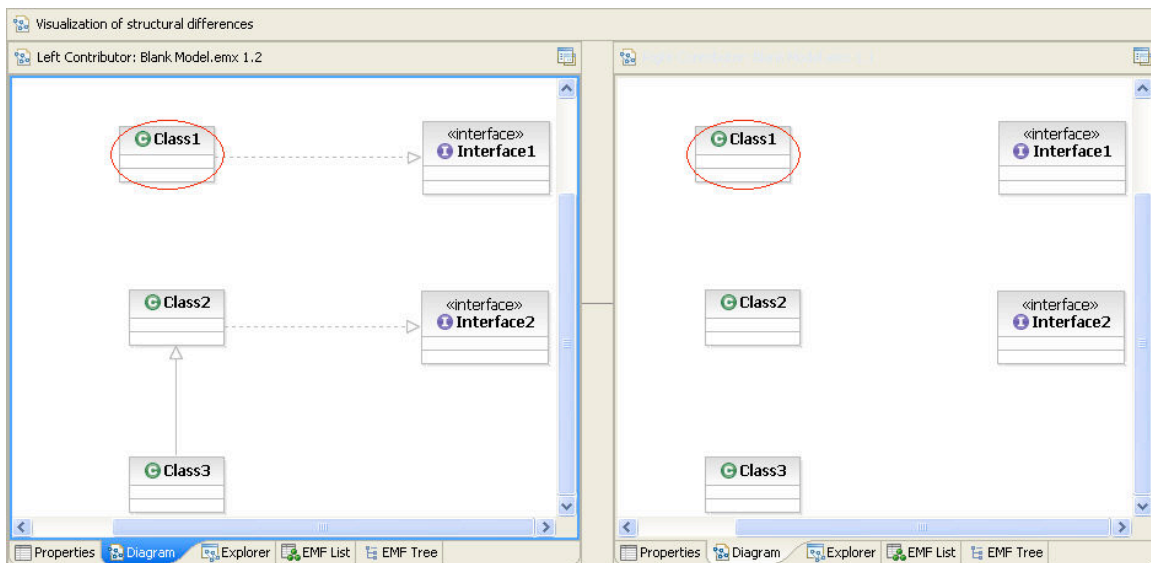 Visualization of structural differences
Left Contributor: Blank Model.emx 1.2
Class1
«interface»
Interface1
Class2
«interface»
Interface2
Class3
Properties
Diagram
Explorer
EMF List
EMF Tree
Class1
«interface»
Interface1
Class2
«interface»
Interface2
Class3
Properties
Diagram
Explorer
EMF List
EMF Tree